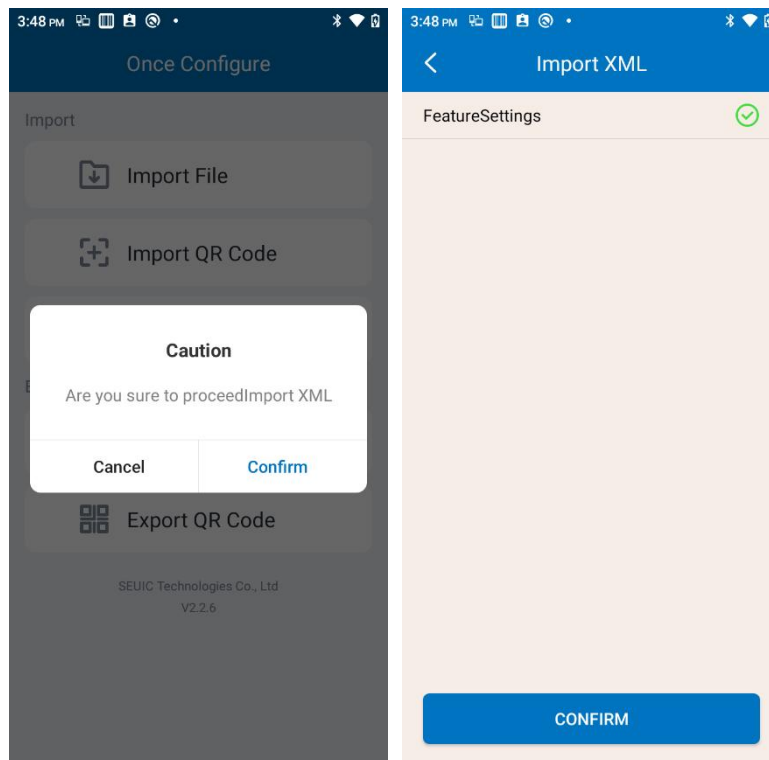 3:48 PM
Once Configure
Import
Import File
Import QR Code
Caution
Are you sure to proceedImport XML
Cancel
Confirm
Export QR Code
SEUIC Technologies Co., Ltd
V2.2.6
3:48 PM
Import XML
FeatureSettings
CONFIRM